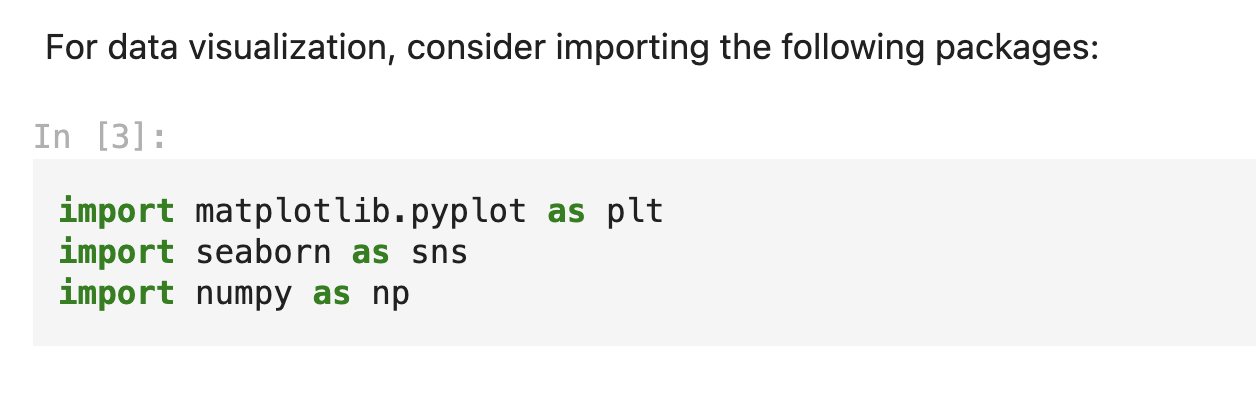 For data visualization, consider importing the following packages:
In [3]:
import matplotlib.pyplot as plt
import seaborn as sns
import numpy as np